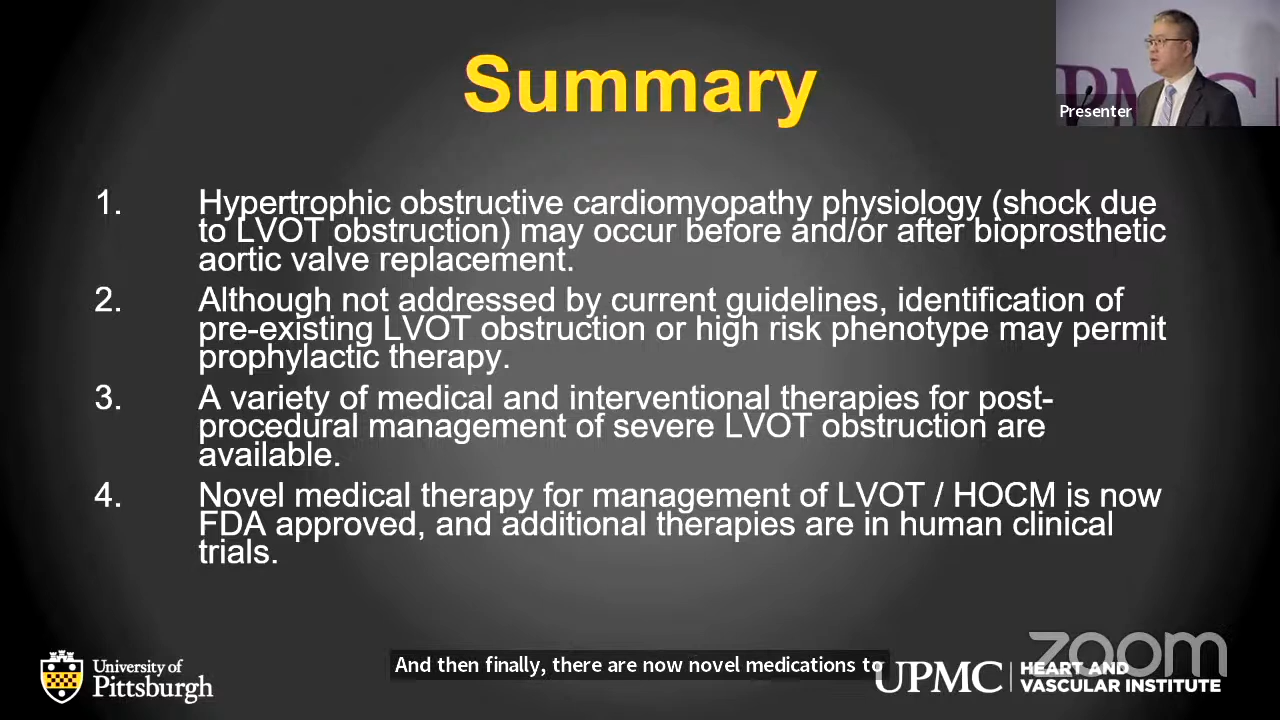 Summary
UPMC
Presenter
1. Hypertrophic obstructive cardiomyopathy physiology (shock due
to LVOT obstruction) may occur before and/or after bioprosthetic
aortic valve replacement.
2. Although not addressed by current guidelines, identification of
pre-existing LVOT obstruction or high risk phenotype may permit
prophylactic therapy.
3. A variety of medical and interventional therapies for post-
procedural management of severe LVOT obstruction are
available.
4. Novel medical therapy for management of LVOT / HOCM is now
FDA approved, and additional therapies are in human clinical
trials.
zoom
University of
Pittsburgh
And then finally, there are now novel medications to
UPMC
HEART AND
VASCULAR INSTITUTE